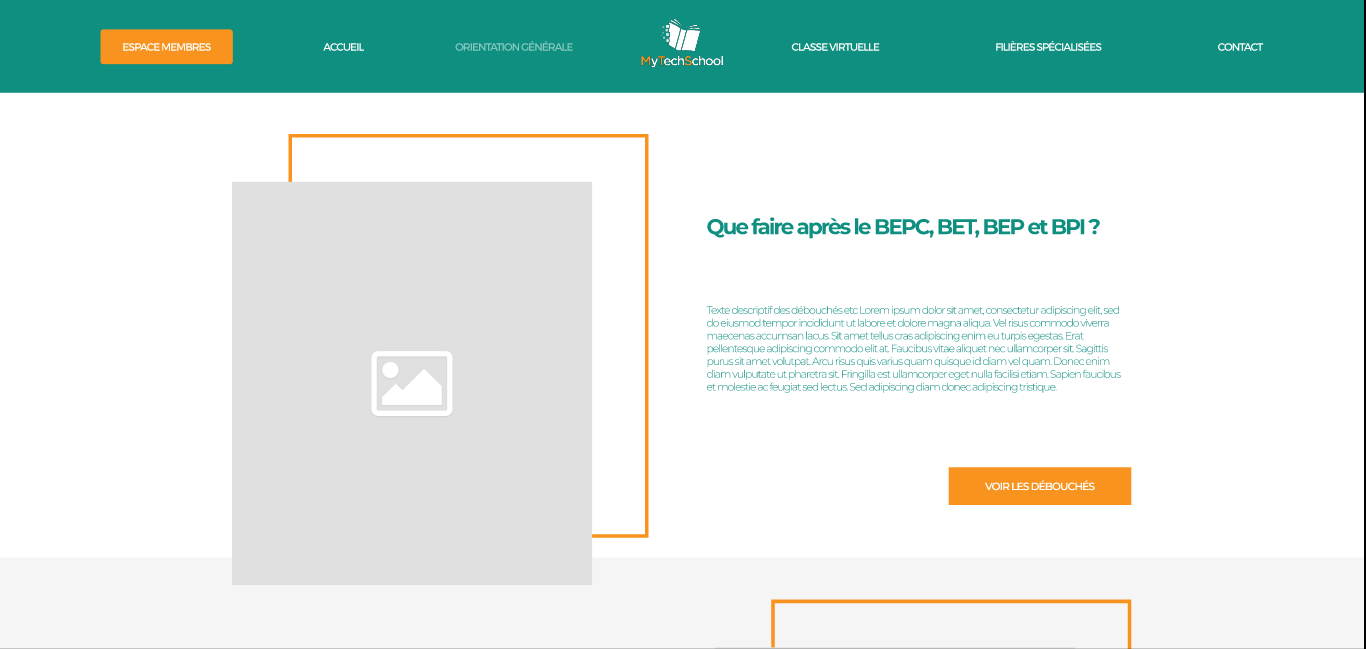 ESPACE MEMBRES
ACCUEIL
ORIENTATION GÉNÉRALE
MyTechSchool
CLASSE VIRTUELLE
FILIÈRES SPÉCIALISÉES
CONTACT
Que faire après le BEPC, BET, BEP et BPI ?
Texte descriptif des débouchés etc Lorem ipsum dolor sit amet, consectetur adipiscing elit, sed
do eiusmod tempor incididunt ut labore et dolore magna aliqua. Vel risus commodo viverra
maecenas accumsan lacus. Sit amet tellus cras adipiscing enim eu turpis egestas. Erat
pellentesque adipiscing commodo elit at. Faucibus vitae aliquet nec ullamcorper sit. Sagittis
purus sit amet volutpat. Arcu risus quis varius quam quisque id diam vel quam. Donec enim
diam vulputate ut pharetra sit. Fringilla est ullamcorper eget nulla facilisi etiam. Sapien faucibus
et molestie ac feugiat sed lectus. Sed adipiscing diam donec adipiscing tristique.
VOIR LES DÉBOUCHÉS